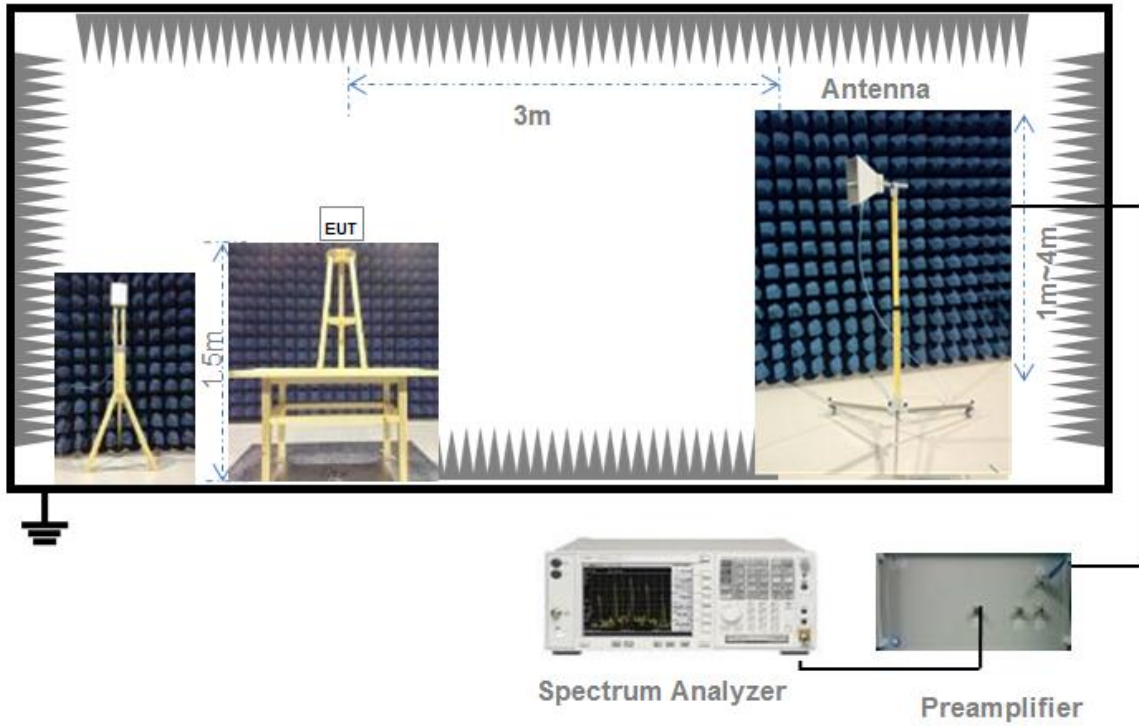 Antenna
3m
EUT
1.5m
1m~4m
Spectrum Analyzer
Preamplifier